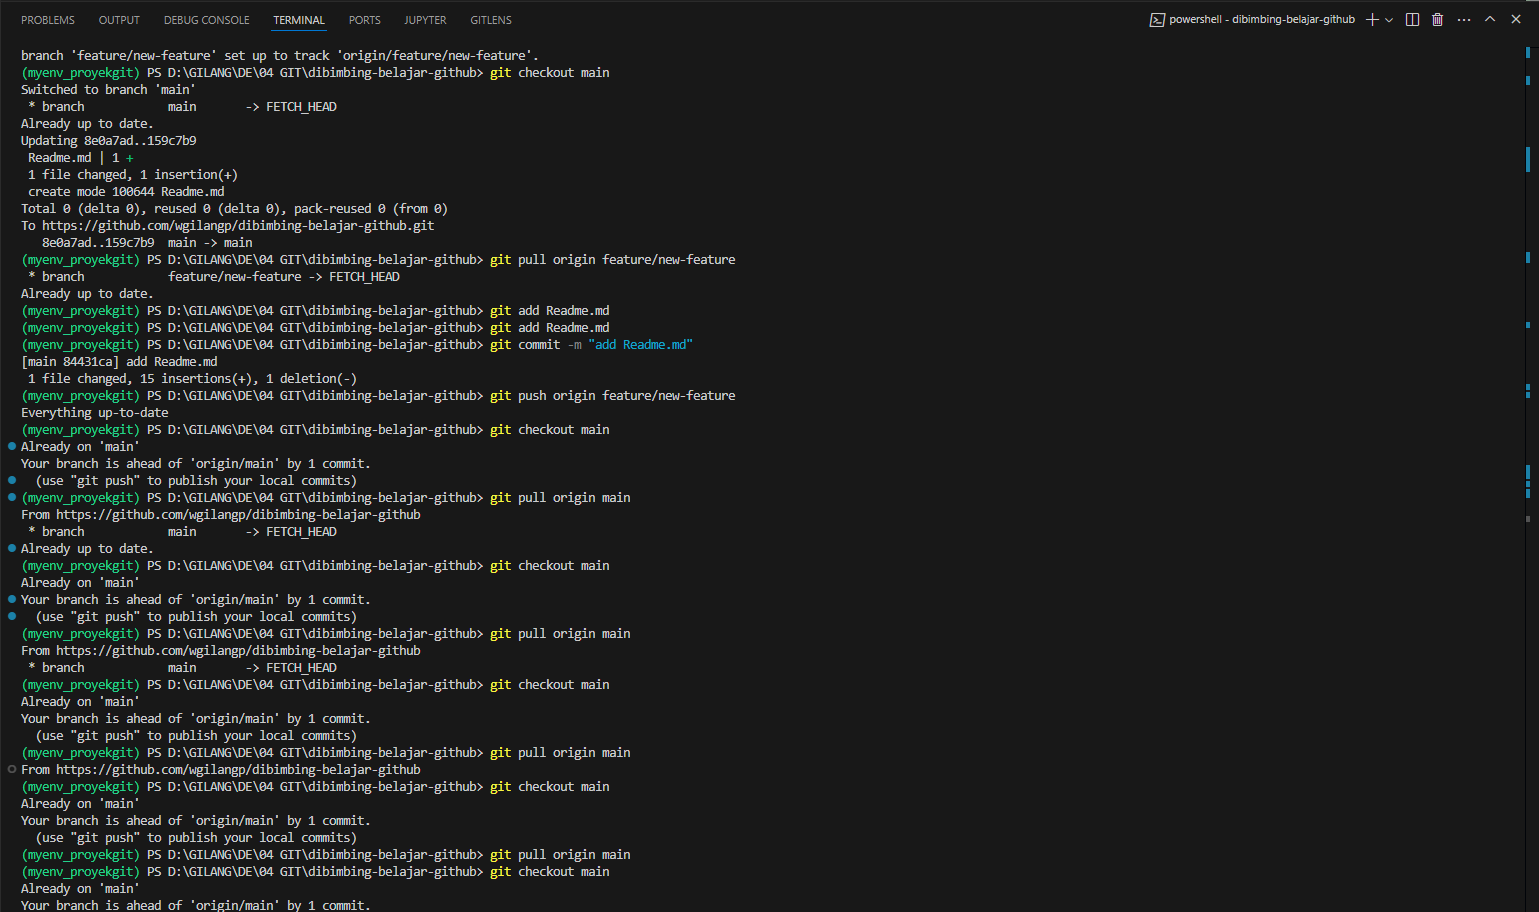 PROBLEMS OUTPUT DEBUG CONSOLE TERMINAL PORTS JUPYTER GITLENS powershell - dibimbing-belajar-github
branch 'feature/new-feature' set up to track 'origin/feature/new-feature'.
(myenv_proyekgit) PS D:\GILANG\DE\04 GIT\dibimbing-belajar-github> git checkout main
Switched to branch 'main'
* branch main -> FETCH_HEAD
Already up to date.
Updating 8e0a7ad..159c7b9
Readme.md | 1 +
1 file changed, 1 insertion(+)
create mode 100644 Readme.md
Total 0 (delta 0), reused 0 (delta 0), pack-reused 0 (from 0)
To https://github.com/wgilangp/dibimbing-belajar-github.git
8e0a7ad..159c7b9 main -> main
(myenv_proyekgit) PS D:\GILANG\DE\04 GIT\dibimbing-belajar-github> git pull origin feature/new-feature
* branch feature/new-feature -> FETCH_HEAD
Already up to date.
(myenv_proyekgit) PS D:\GILANG\DE\04 GIT\dibimbing-belajar-github> git add Readme.md
(myenv_proyekgit) PS D:\GILANG\DE\04 GIT\dibimbing-belajar-github> git add Readme.md
(myenv_proyekgit) PS D:\GILANG\DE\04 GIT\dibimbing-belajar-github> git commit -m "add Readme.md"
[main 84431ca] add Readme.md
1 file changed, 15 insertions(+), 1 deletion(-)
(myenv_proyekgit) PS D:\GILANG\DE\04 GIT\dibimbing-belajar-github> git push origin feature/new-feature
Everything up-to-date
(myenv_proyekgit) PS D:\GILANG\DE\04 GIT\dibimbing-belajar-github> git checkout main
Already on 'main'
Your branch is ahead of 'origin/main' by 1 commit.
(use "git push" to publish your local commits)
(myenv_proyekgit) PS D:\GILANG\DE\04 GIT\dibimbing-belajar-github> git pull origin main
From https://github.com/wgilangp/dibimbing-belajar-github
* branch main -> FETCH_HEAD
Already up to date.
(myenv_proyekgit) PS D:\GILANG\DE\04 GIT\dibimbing-belajar-github> git checkout main
Already on 'main'
Your branch is ahead of 'origin/main' by 1 commit.
(use "git push" to publish your local commits)
(myenv_proyekgit) PS D:\GILANG\DE\04 GIT\dibimbing-belajar-github> git pull origin main
From https://github.com/wgilangp/dibimbing-belajar-github
* branch main -> FETCH_HEAD
(myenv_proyekgit) PS D:\GILANG\DE\04 GIT\dibimbing-belajar-github> git checkout main
Already on 'main'
Your branch is ahead of 'origin/main' by 1 commit.
(use "git push" to publish your local commits)
(myenv_proyekgit) PS D:\GILANG\DE\04 GIT\dibimbing-belajar-github> git pull origin main
From https://github.com/wgilangp/dibimbing-belajar-github
(myenv_proyekgit) PS D:\GILANG\DE\04 GIT\dibimbing-belajar-github> git checkout main
Already on 'main'
Your branch is ahead of 'origin/main' by 1 commit.
(use "git push" to publish your local commits)
(myenv_proyekgit) PS D:\GILANG\DE\04 GIT\dibimbing-belajar-github> git pull origin main
(myenv_proyekgit) PS D:\GILANG\DE\04 GIT\dibimbing-belajar-github> git checkout main
Already on 'main'
Your branch is ahead of 'origin/main' by 1 commit.